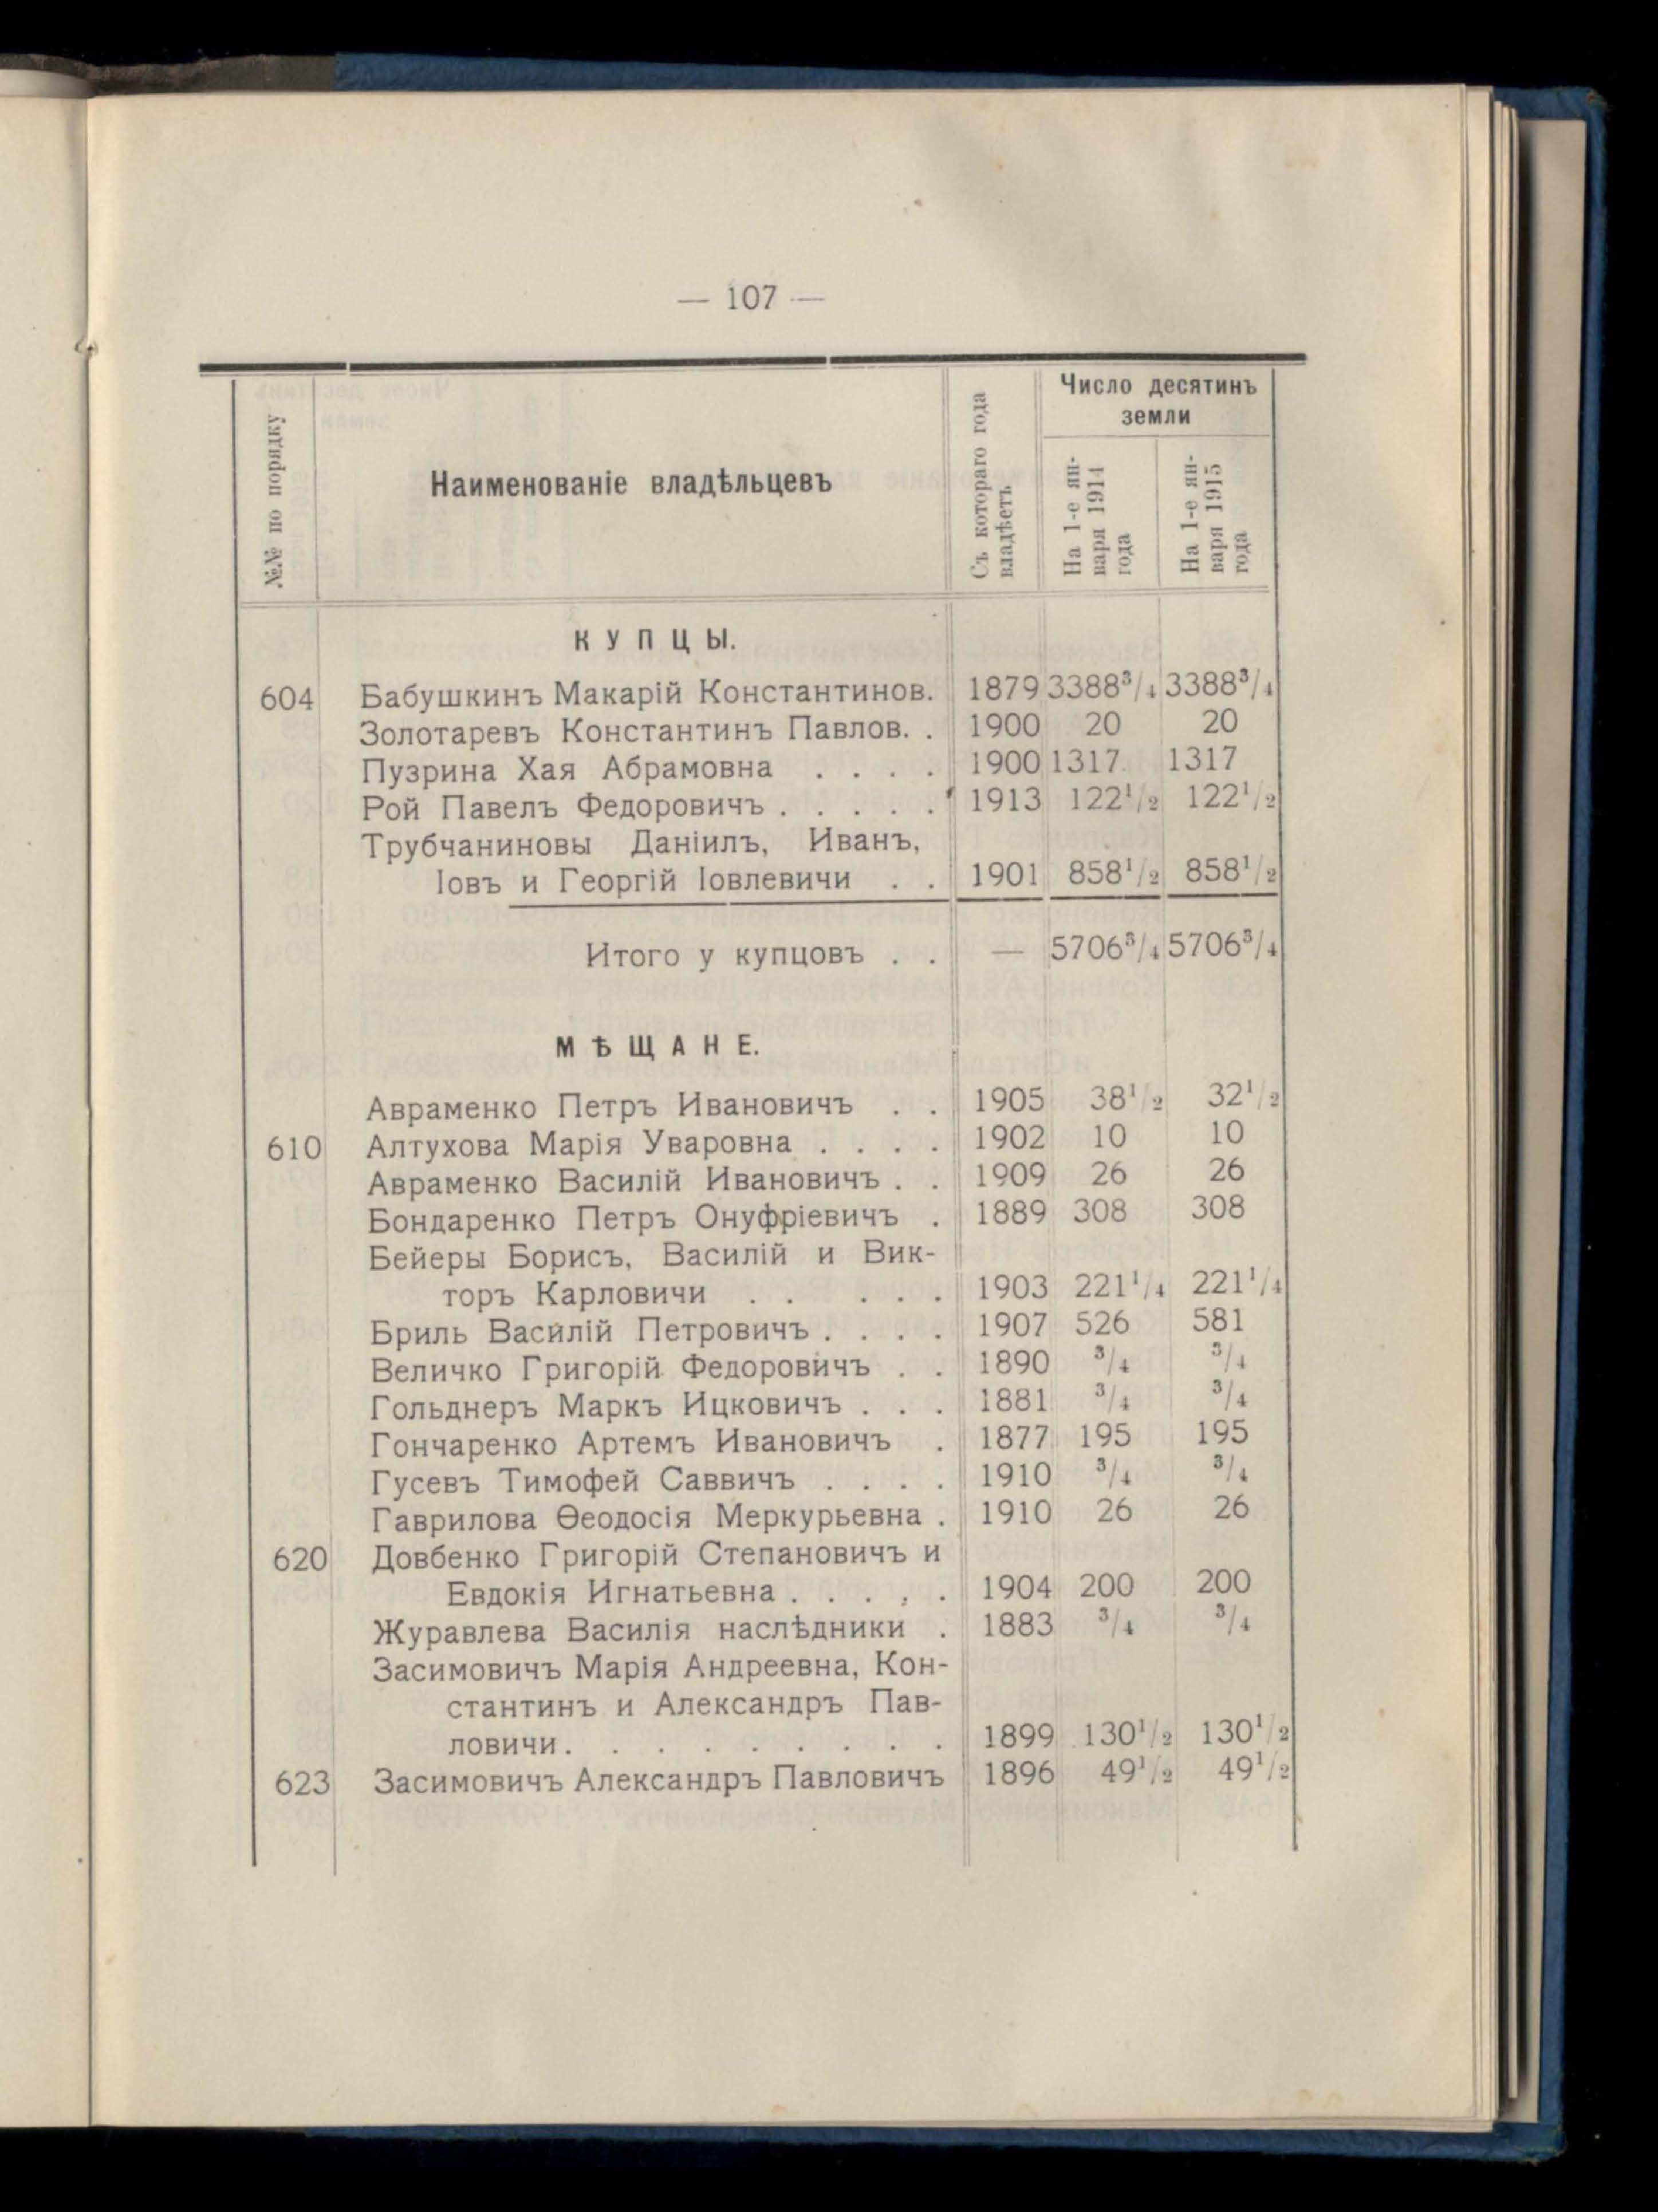 — 107 —
№№ по порядку
Наименованіе владѣльцевъ
Съ котораго года владѣетъ
Число десятинъ
земли
На 1-е ян-
варя 1914
года
На 1-е ян-
варя 1915
года
КУПЦЫ.
604 Бабушкинъ Макарій Константинов. 1879 3388³/₄ 3388³/₄
Золотаревъ Константинъ Павлов. . 1900 20 20
Пузрина Хая Абрамовна . . . . 1900 1317 1317
Рой Павелъ Федоровичъ . . . . . 1913 122¹/₂ 122¹/₂
Трубчаниновы Даніилъ, Иванъ,
Іовъ и Георгій Іовлевичи . . 1901 858¹/₂ 858¹/₂
Итого у купцовъ . . — 5706³/₄ 5706³/₄
МѢЩАНЕ.
Авраменко Петръ Ивановичъ . . 1905 38¹/₂ 32¹/₂
610 Алтухова Марія Уваровна . . . . 1902 10 10
Авраменко Василій Ивановичъ . . 1909 26 26
Бондаренко Петръ Онуфріевичъ . 1889 308 308
Бейеры Борисъ, Василій и Вик-
торъ Карловичи . . . . . 1903 221¹/₄ 221¹/₄
Бриль Василій Петровичъ . . . . 1907 526 581
Величко Григорій Федоровичъ . . 1890 ³/₄ ³/₄
Гольднеръ Маркъ Ицковичъ . . . 1881 ³/₄ ³/₄
Гончаренко Артемъ Ивановичъ . 1877 195 195
Гусевъ Тимофей Саввичъ . . . . 1910 ³/₄ ³/₄
Гаврилова Ѳеодосія Меркурьевна . 1910 26 26
620 Довбенко Григорій Степановичъ и
Евдокія Игнатьевна . . . . . 1904 200 200
Журавлева Василія наслѣдники . 1883 ³/₄ ³/₄
Засимовичъ Марія Андреевна, Кон-
стантинъ и Александръ Пав-
ловичи . . . . . . . . . 1899 130¹/₂ 130¹/₂
623 Засимовичъ Александръ Павловичъ 1896 49¹/₂ 49¹/₂